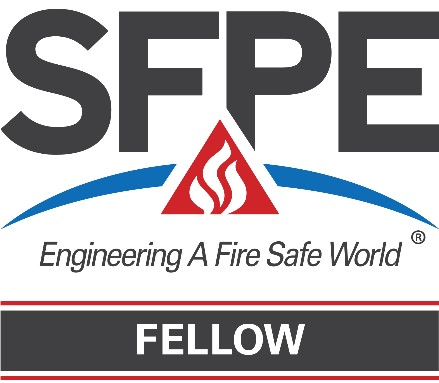 SFPE
Engineering A Fire Safe World ®
FELLOW